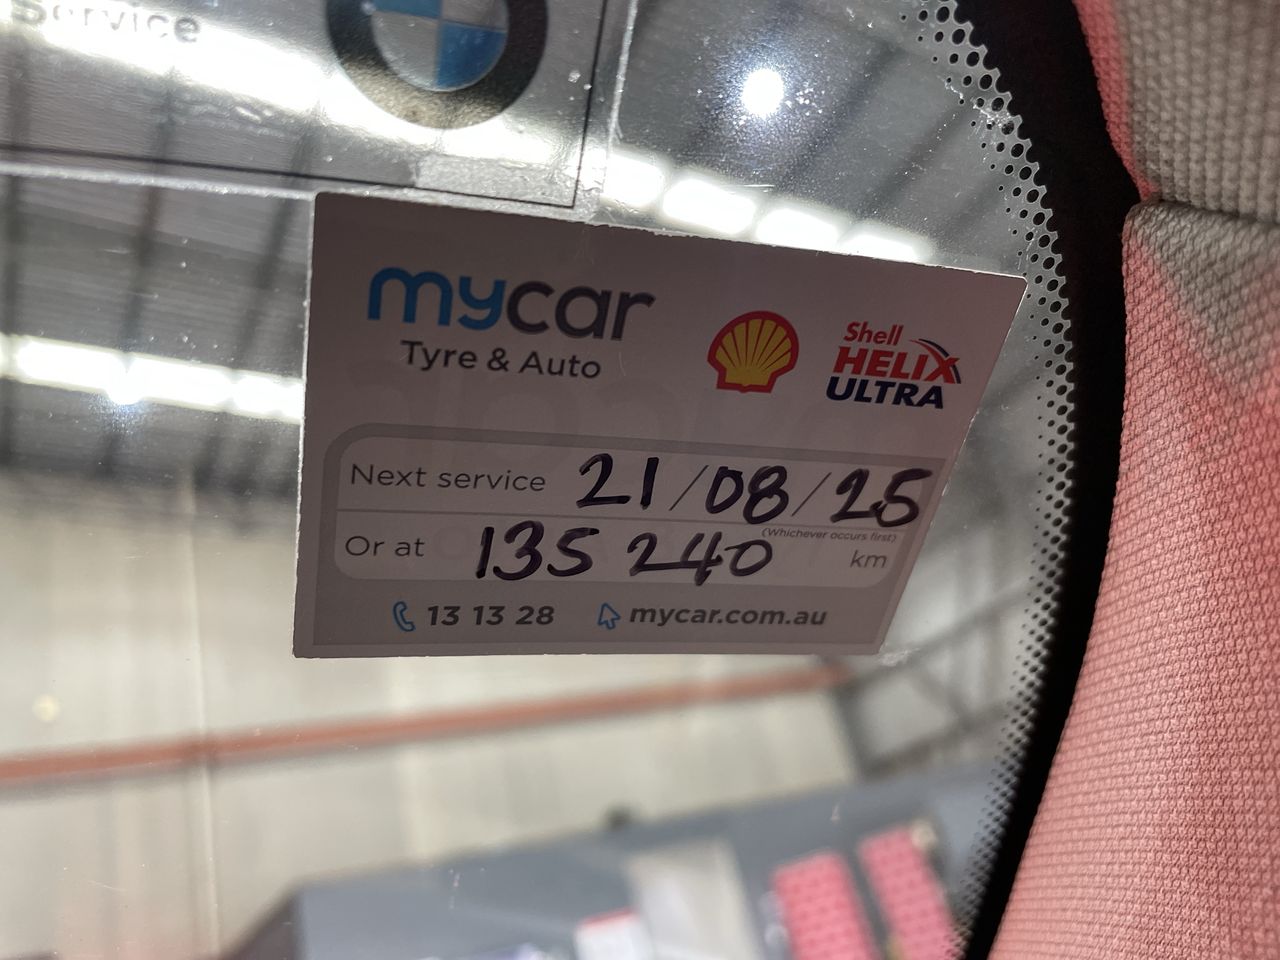 Service
mycar
Tyre & Auto
Shell
HELIX
ULTRA
Next service 21/08/25
(Whichever occurs first)
Or at 135 240 km
13 13 28 mycar.com.au